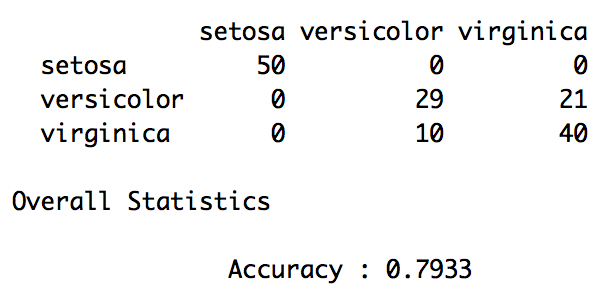 setosa versicolor virginica
setosa 50 0 0
versicolor 0 29 21
virginica 0 10 40
Overall Statistics
Accuracy : 0.7933